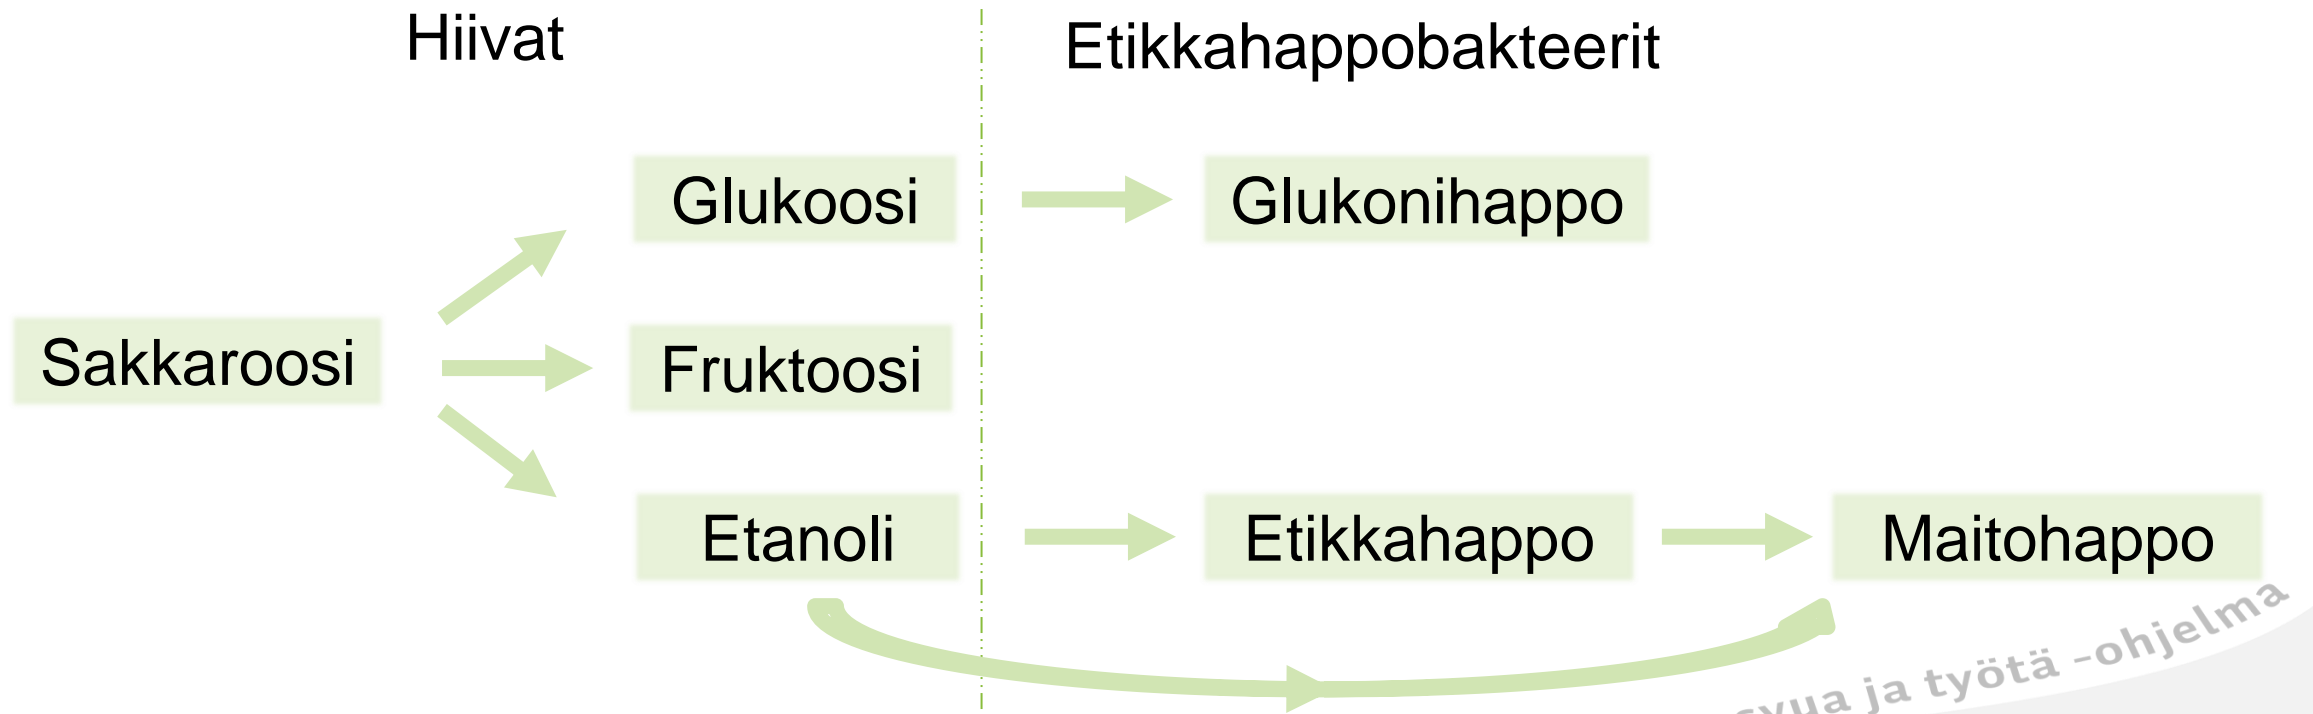 Hiivat
Etikkahappobakteerit
Glukoosi
Glukonihappo
Sakkaroosi
Fruktoosi
Etanoli
Etikkahappo
Maitohappo
ja työtä -ohjelma